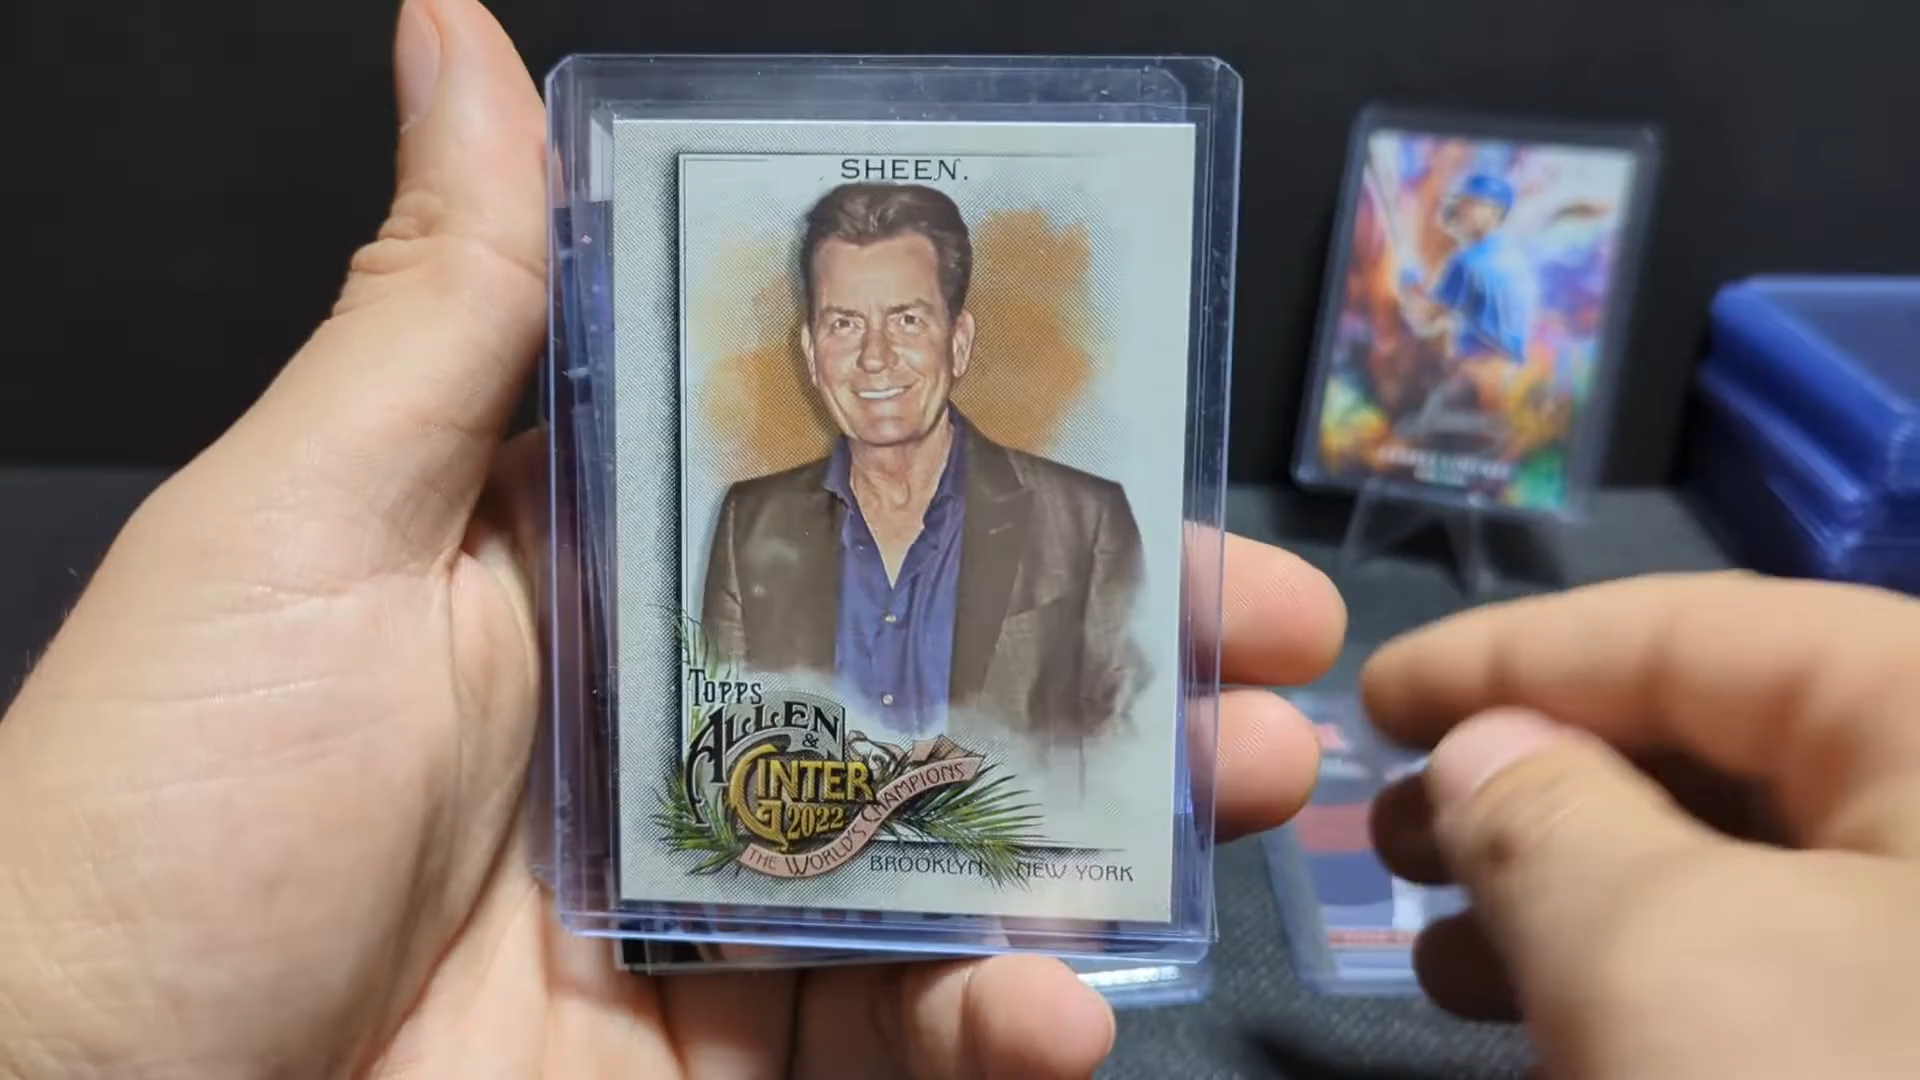 SHEEN.
TOPPS
ALLEN
&
GINTER
2022
THE WORLD'S CHAMPIONS
BROOKLYN, NEW YORK